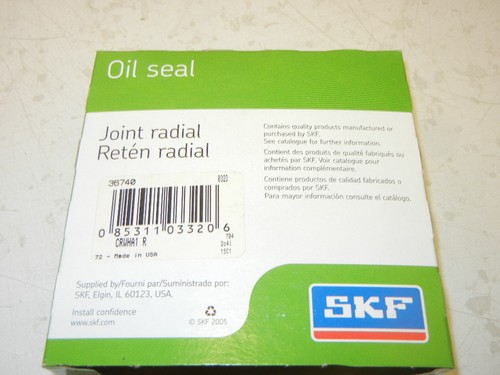 Oil seal
Joint radial
Retén radial
Contains quality products manufactured or
purchased by SKF.
See catalogue for further information.
Contient des produits de qualité fabriqués ou
achetés par SKF. Voir catalogue pour
information complémentaire.
Contiene productos de calidad fabricados o
comprados por SKF.
Para mayor información consulte el catálogo.
36740
0 85311 03320 6
CRWHA1 R
72 - Made in USA
Supplied by/Fourni par/Suministrado por:
SKF, Elgin, IL 60123, USA.
Install confidence
www.skf.com
© SKF 2005
SKF